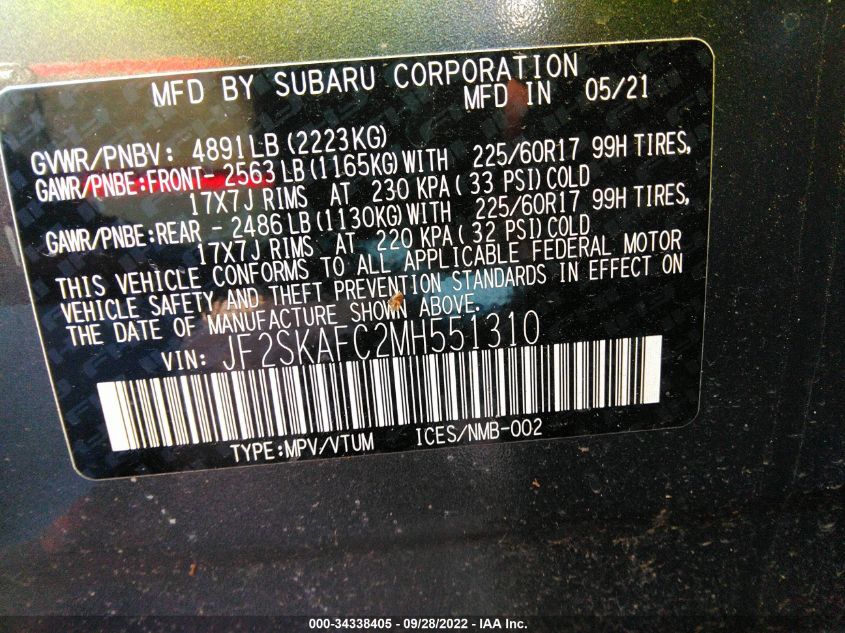 MFD BY SUBARU CORPORATION
MFD IN 05/21
GVWR/PNBV: 4891LB (2223KG)
GAWR/PNBE:FRONT- 2563 LB (1165KG) WITH 225/60R17 99H TIRES,
17X7J RIMS AT 230 KPA ( 33 PSI) COLD
GAWR/PNBE:REAR - 2486 LB (1130KG) WITH 225/60R17 99H TIRES,
17X7J RIMS AT 220 KPA ( 32 PSI) COLD
THIS VEHICLE CONFORMS TO ALL APPLICABLE FEDERAL MOTOR
VEHICLE SAFETY AND THEFT PREVENTION STANDARDS IN EFFECT ON
THE DATE OF MANUFACTURE SHOWN ABOVE.
VIN: JF2SKAFC2MH551310
TYPE:MPV/VTUM ICES/NMB-002
000-34338405 - 09/28/2022 - IAA Inc.